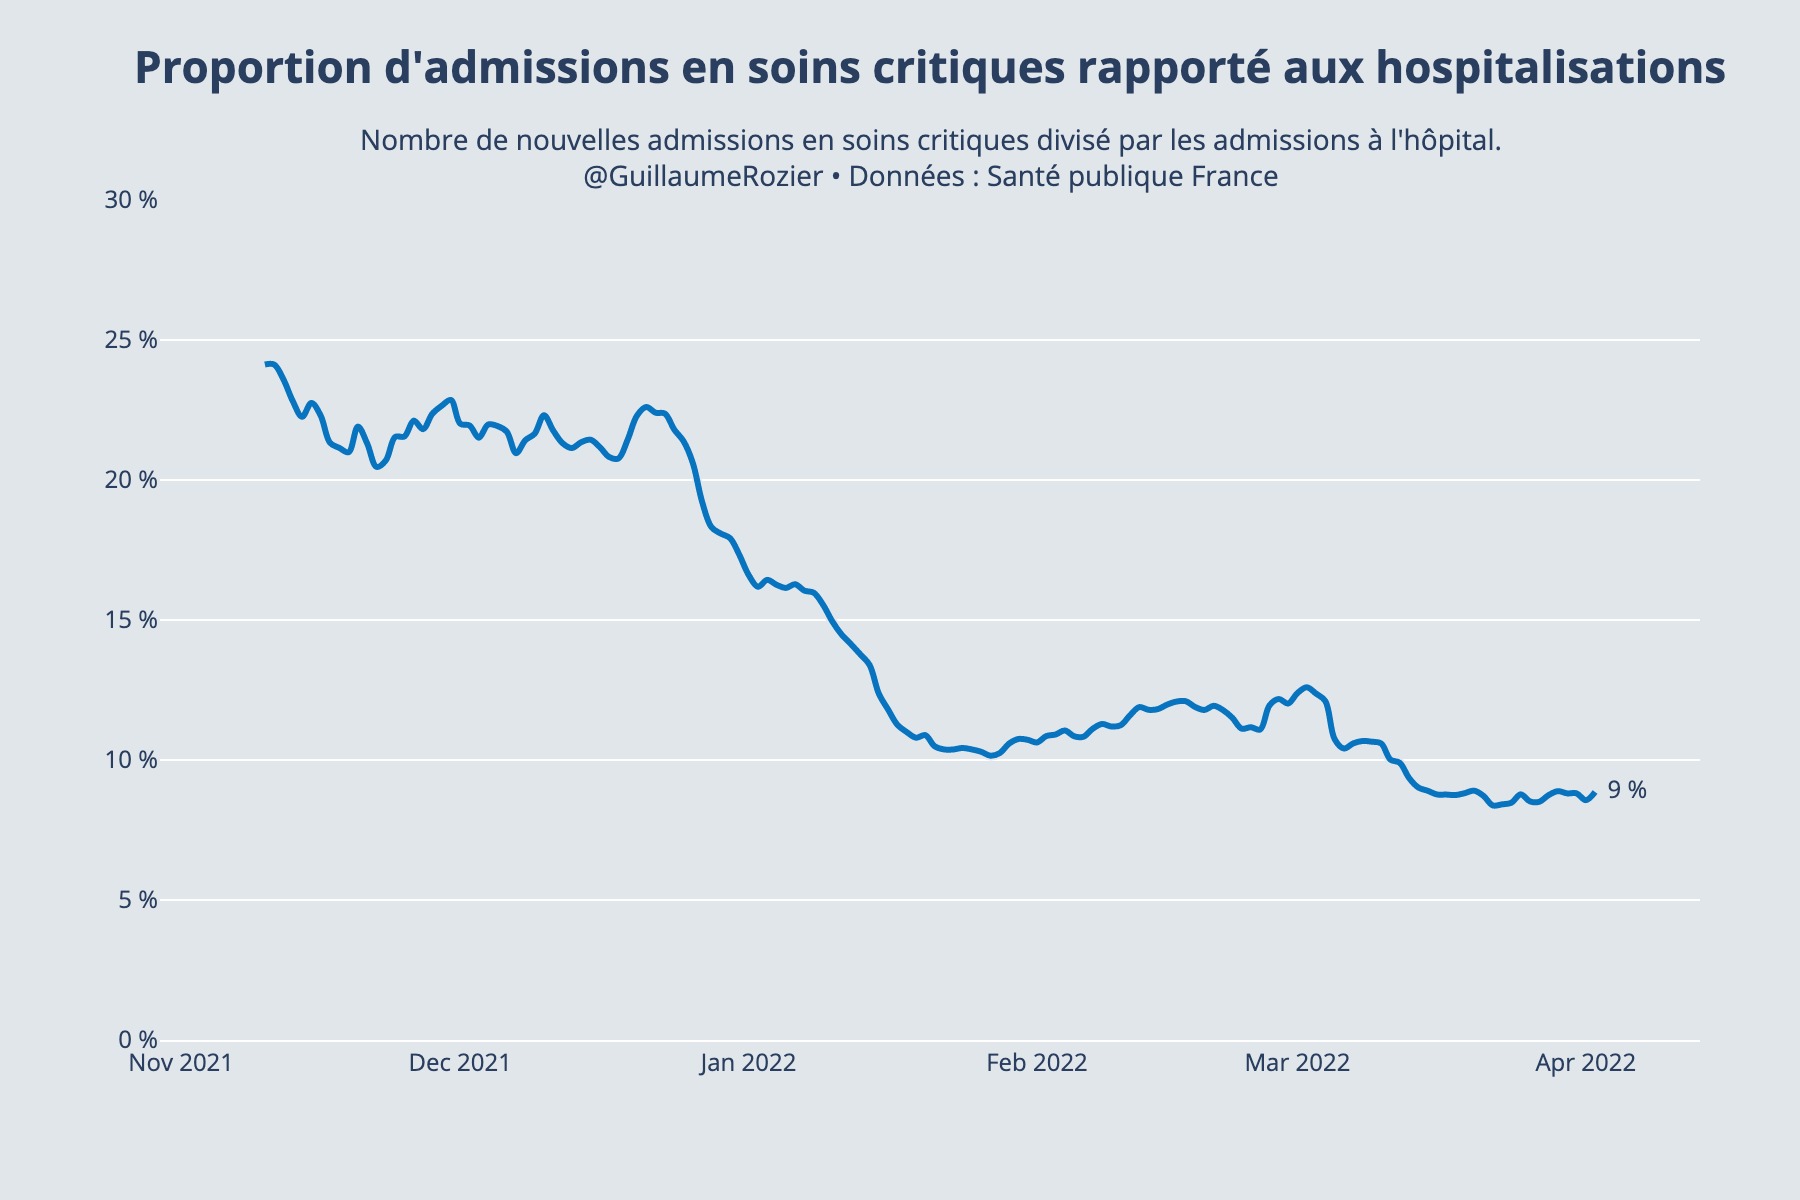 Proportion d'admissions en soins critiques rapporté aux hospitalisations
Nombre de nouvelles admissions en soins critiques divisé par les admissions à l'hôpital.
@GuillaumeRozier • Données : Santé publique France
30 %
25 %
20 %
15 %
10 %
9 %
5 %
0 %
Nov 2021 Dec 2021 Jan 2022 Feb 2022 Mar 2022 Apr 2022